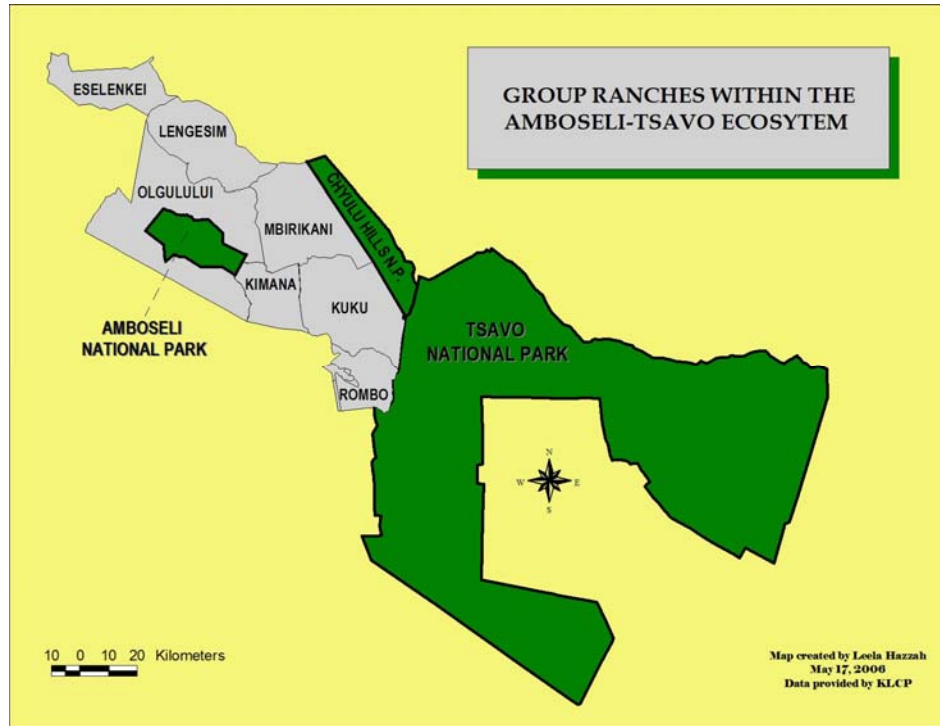 GROUP RANCHES WITHIN THE
AMBOSELI-TSAVO ECOSYTEM
ESELENKEI
LENGESIM
OLGULULUI
MBIRIKANI
CHYULU HILLS N.P.
KIMANA
KUKU
AMBOSELI
NATIONAL PARK
TSAVO
NATIONAL PARK
ROMBO
N
W
E
S
10 0 10 20 Kilometers
Map created by Leela Hazzah
May 17, 2006
Data provided by KLCP